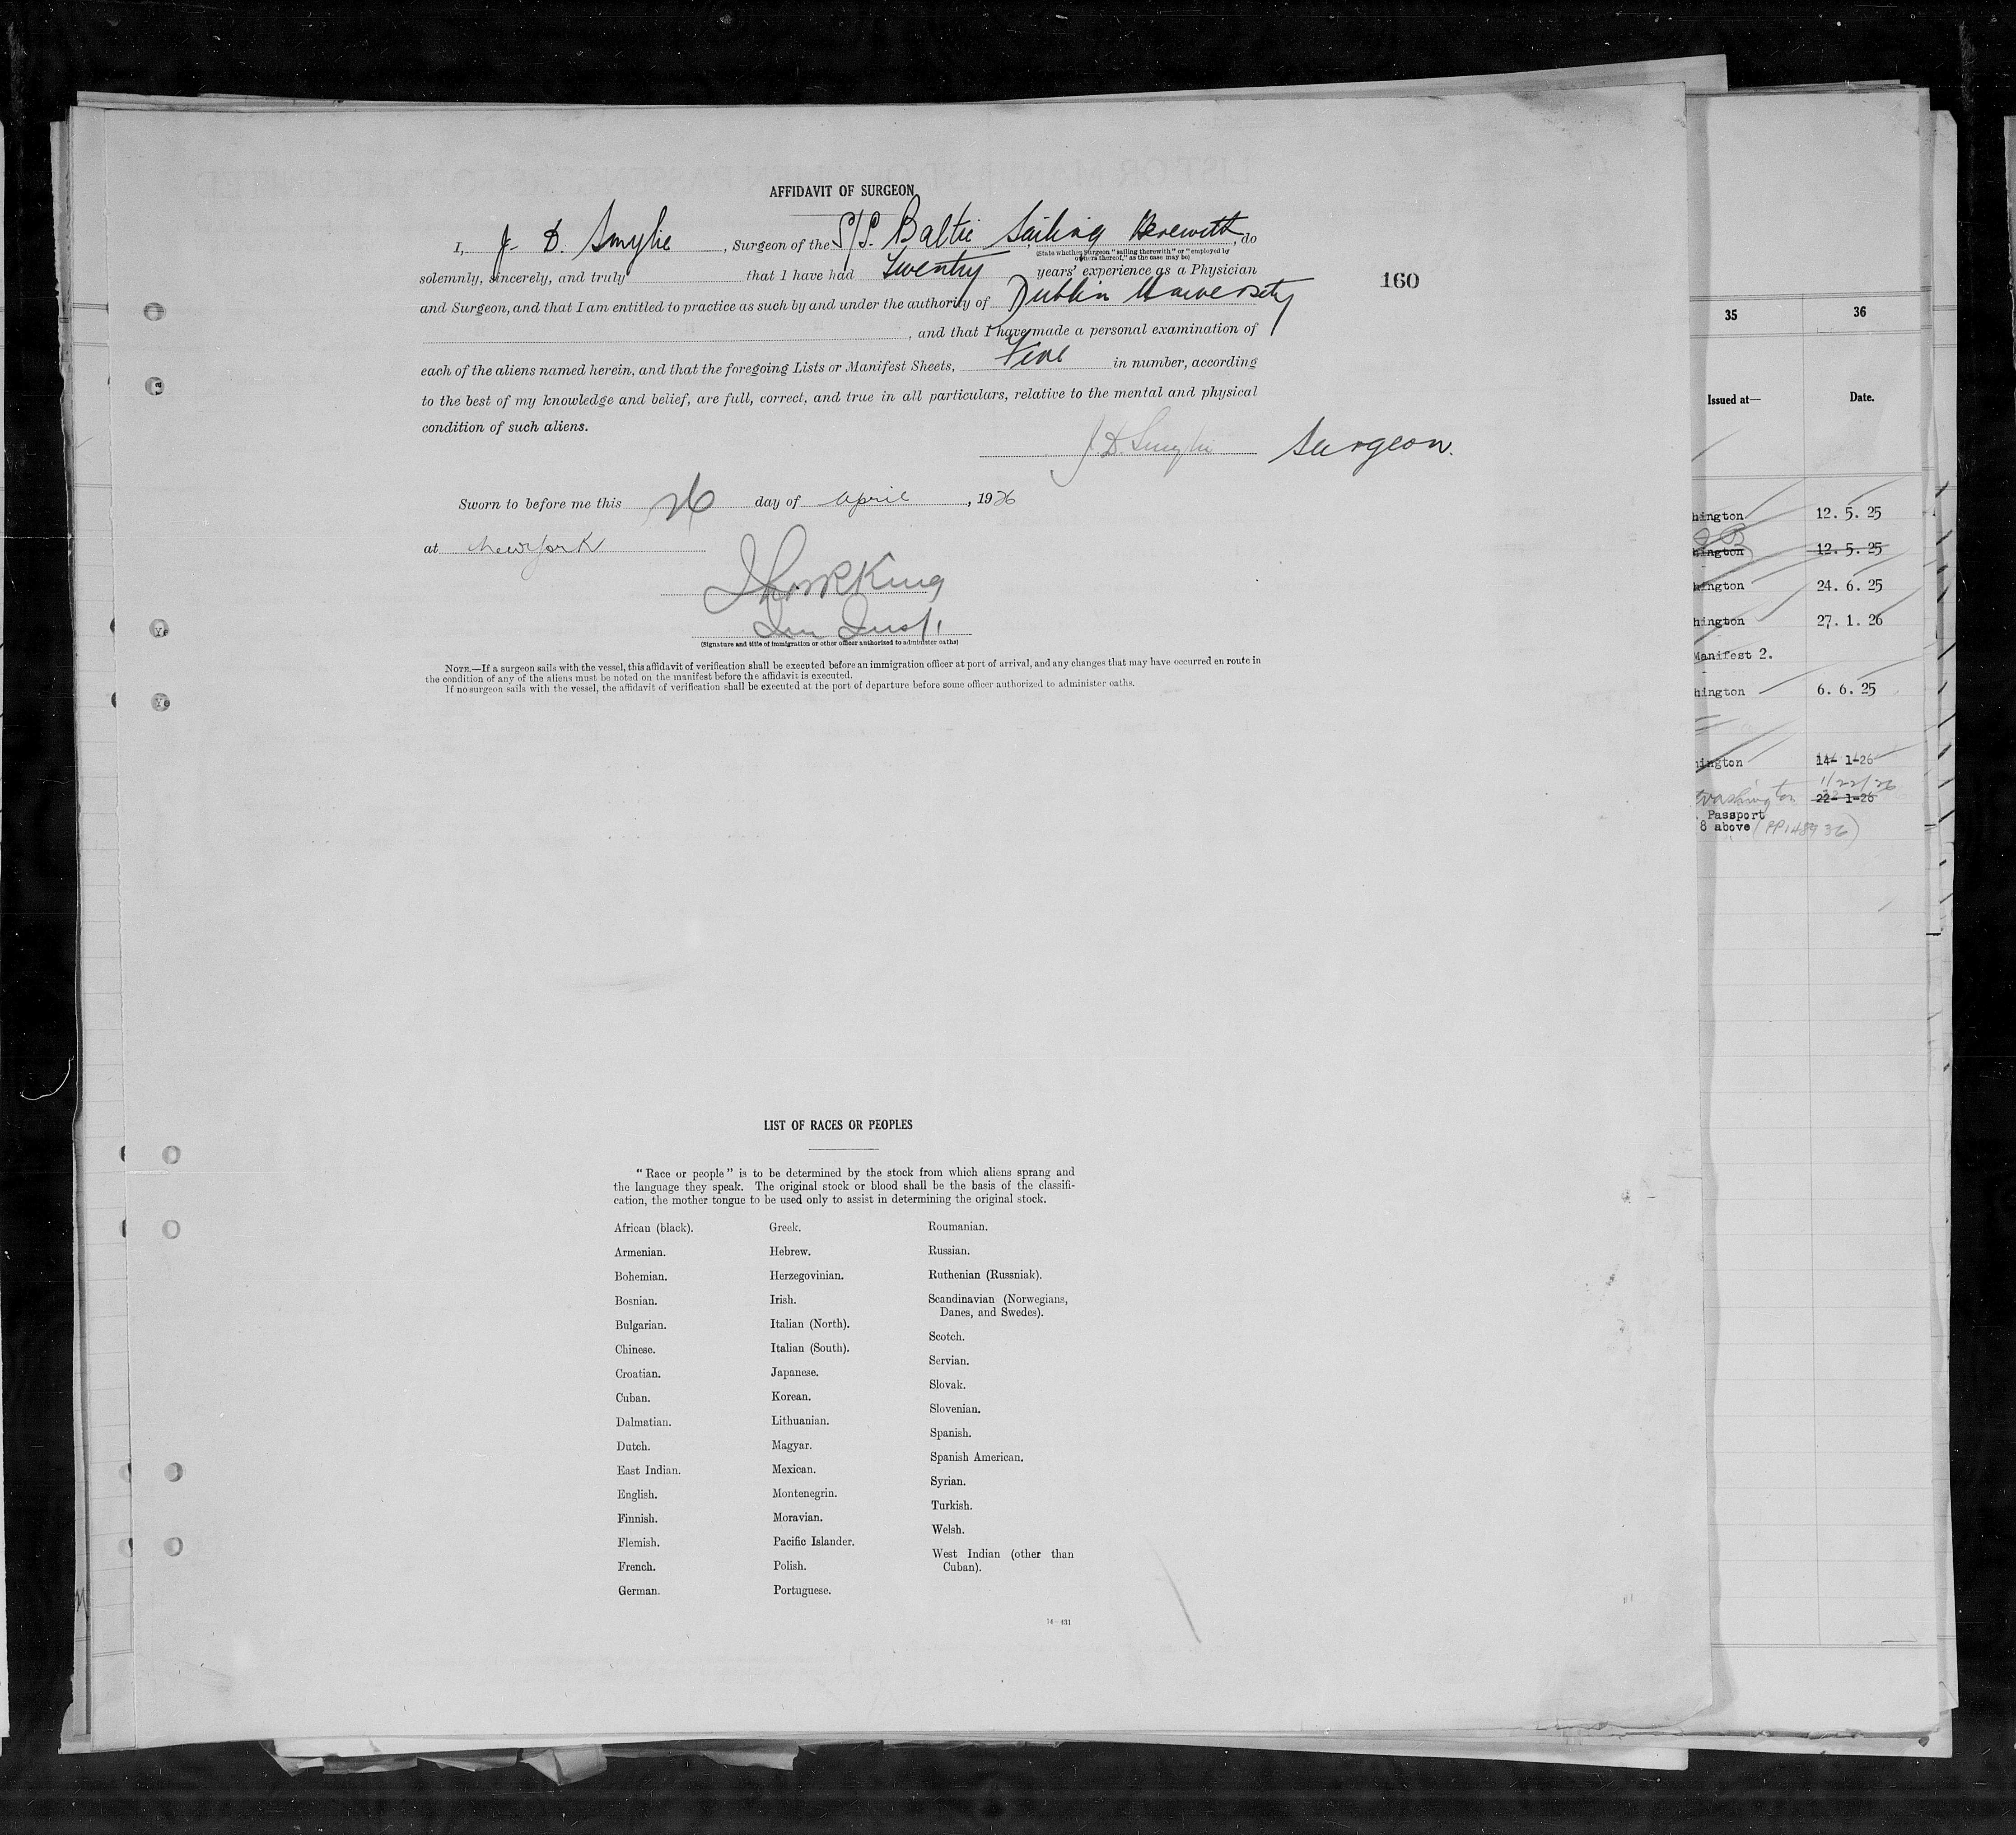 AFFIDAVIT OF SURGEON
I, J. D. Smylie, Surgeon of the S/S. Baltic Sailing Herewith, do
(State whether surgeon "sailing therewith" or "employed by
owners thereof," as the case may be)
solemnly, sincerely, and truly that I have had Twenty years' experience as a Physician
and Surgeon, and that I am entitled to practice as such by and under the authority of Dublin University
, and that I have made a personal examination of
each of the aliens named herein, and that the foregoing Lists or Manifest Sheets, Five in number, according
to the best of my knowledge and belief, are full, correct, and true in all particulars, relative to the mental and physical
condition of such aliens.
J. D. Smylie Surgeon.
Sworn to before me this 26 day of April, 1926
at New York
King
Imm Insp.
(Signature and title of immigration or other officer authorized to administer oaths)
NOTE.—If a surgeon sails with the vessel, this affidavit of verification shall be executed before an immigration officer at port of arrival, and any changes that may have occurred en route in
the condition of any of the aliens must be noted on the manifest before the affidavit is executed.
If no surgeon sails with the vessel, the affidavit of verification shall be executed at the port of departure before some officer authorized to administer oaths.
160
LIST OF RACES OR PEOPLES
"Race or people" is to be determined by the stock from which aliens sprang and
the language they speak. The original stock or blood shall be the basis of the classifi-
cation, the mother tongue to be used only to assist in determining the original stock.
African (black).
Armenian.
Bohemian.
Bosnian.
Bulgarian.
Chinese.
Croatian.
Cuban.
Dalmatian.
Dutch.
East Indian.
English.
Finnish.
Flemish.
French.
German.
Greek.
Hebrew.
Herzegovinian.
Irish.
Italian (North).
Italian (South).
Japanese.
Korean.
Lithuanian.
Magyar.
Mexican.
Montenegrin.
Moravian.
Pacific Islander.
Polish.
Portuguese.
Roumanian.
Russian.
Ruthenian (Russniak).
Scandinavian (Norwegians,
Danes, and Swedes).
Scotch.
Servian.
Slovak.
Slovenian.
Spanish.
Spanish American.
Syrian.
Turkish.
Welsh.
West Indian (other than
Cuban).
14—431
35 36
Issued at— Date.
hington 12. 5. 25
hington 12. 5. 25
hington 24. 6. 25
hington 27. 1. 26
Manifest 2.
hington 6. 6. 25
hington 14- 1-26
1/22/26
Washington 22- 1-26
Passport
8 above (PP148936)